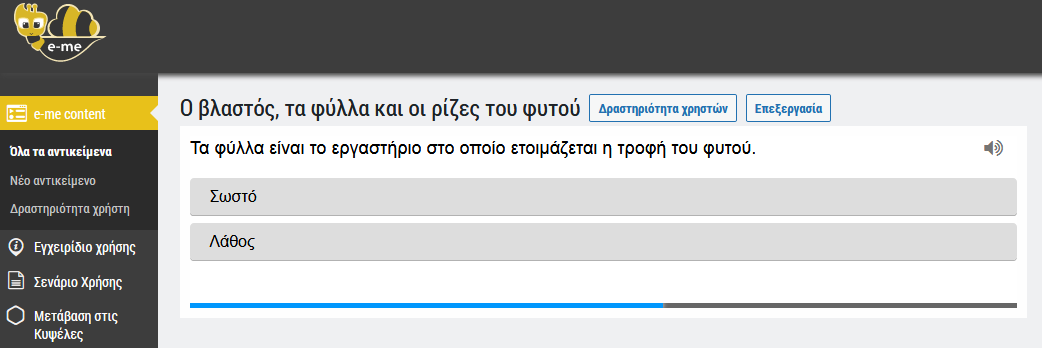 e-me
e-me content
Όλα τα αντικείμενα
Νέο αντικείμενο
Δραστηριότητα χρήστη
Εγχειρίδιο χρήσης
Σενάριο Χρήσης
Μετάβαση στις
Κυψέλες
Ο βλαστός, τα φύλλα και οι ρίζες του φυτού Δραστηριότητα χρηστών Επεξεργασία
Τα φύλλα είναι το εργαστήριο στο οποίο ετοιμάζεται η τροφή του φυτού.
Σωστό
Λάθος